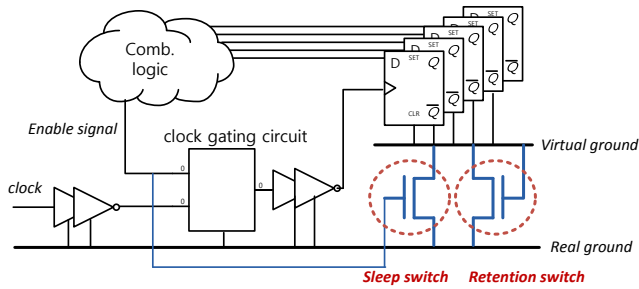 Comb.
logic
D SET Q
D SET Q
Q
Q
Q
D SET Q
Q
CLR
Enable signal
clock gating circuit
Virtual ground
0
clock
0
0
Real ground
Sleep switch
Retention switch